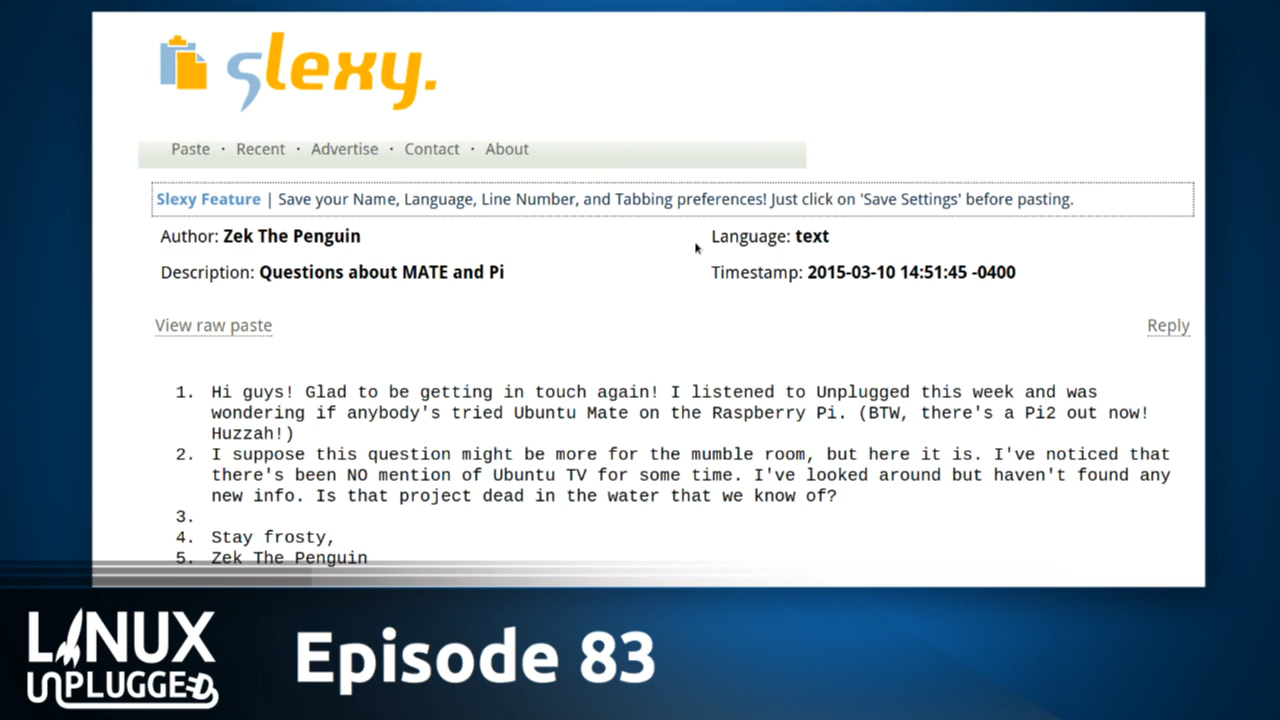 slexy.
Paste · Recent · Advertise · Contact · About
Slexy Feature | Save your Name, Language, Line Number, and Tabbing preferences! Just click on 'Save Settings' before pasting.
Author: Zek The Penguin
Language: text
Description: Questions about MATE and Pi
Timestamp: 2015-03-10 14:51:45 -0400
View raw paste
Reply
1. Hi guys! Glad to be getting in touch again! I listened to Unplugged this week and was
wondering if anybody's tried Ubuntu Mate on the Raspberry Pi. (BTW, there's a Pi2 out now!
Huzzah!)
2. I suppose this question might be more for the mumble room, but here it is. I've noticed that
there's been NO mention of Ubuntu TV for some time. I've looked around but haven't found any
new info. Is that project dead in the water that we know of?
3.
4. Stay frosty,
5. Zek The Penguin
LINUX
UNPLUGGED
Episode 83